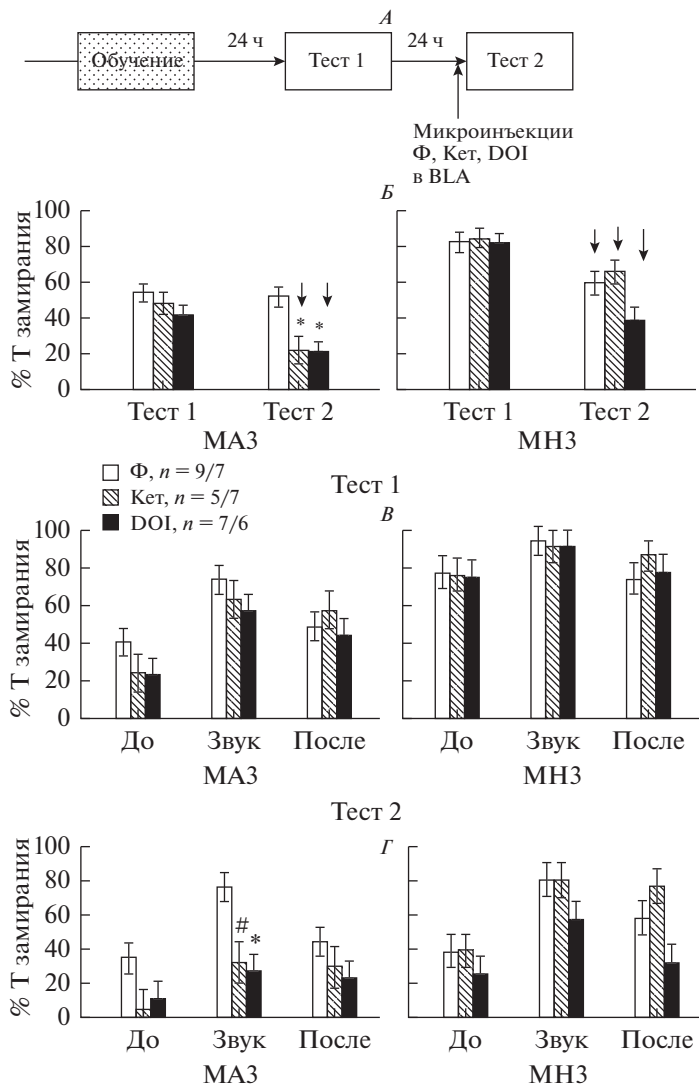 А
24 ч
24 ч
Обучение
Тест 1
Тест 2
Микроинъекции
Ф, Кет, DOI
в BLA
Б
% Т замирания
100
80
60
40
20
0
* *
Тест 1 Тест 2
МАЗ
Тест 1 Тест 2
МНЗ
Ф, n = 9/7
Кет, n = 5/7
DOI, n = 7/6
Тест 1
В
% Т замирания
100
80
60
40
20
0
До Звук После
МАЗ
До Звук После
МНЗ
Тест 2
Г
% Т замирания
100
80
60
40
20
0
# *
До Звук После
МАЗ
До Звук После
МНЗ